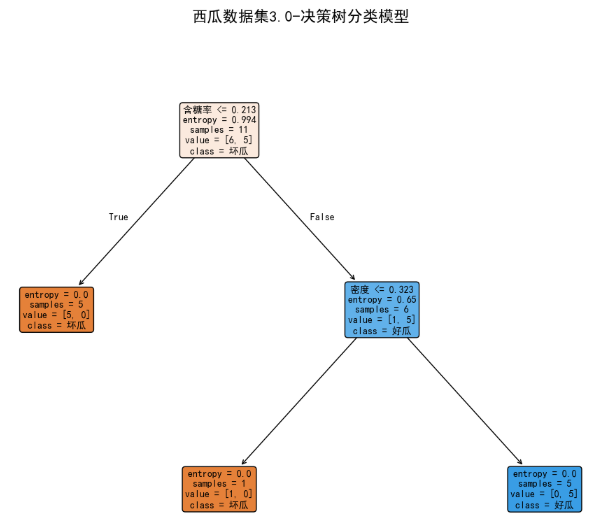 西瓜数据集3.0-决策树分类模型
含糖率 <= 0.213
entropy = 0.994
samples = 11
value = [6, 5]
class = 坏瓜
True
False
entropy = 0.0
samples = 5
value = [5, 0]
class = 坏瓜
密度 <= 0.323
entropy = 0.65
samples = 6
value = [1, 5]
class = 好瓜
entropy = 0.0
samples = 1
value = [1, 0]
class = 坏瓜
entropy = 0.0
samples = 5
value = [0, 5]
class = 好瓜